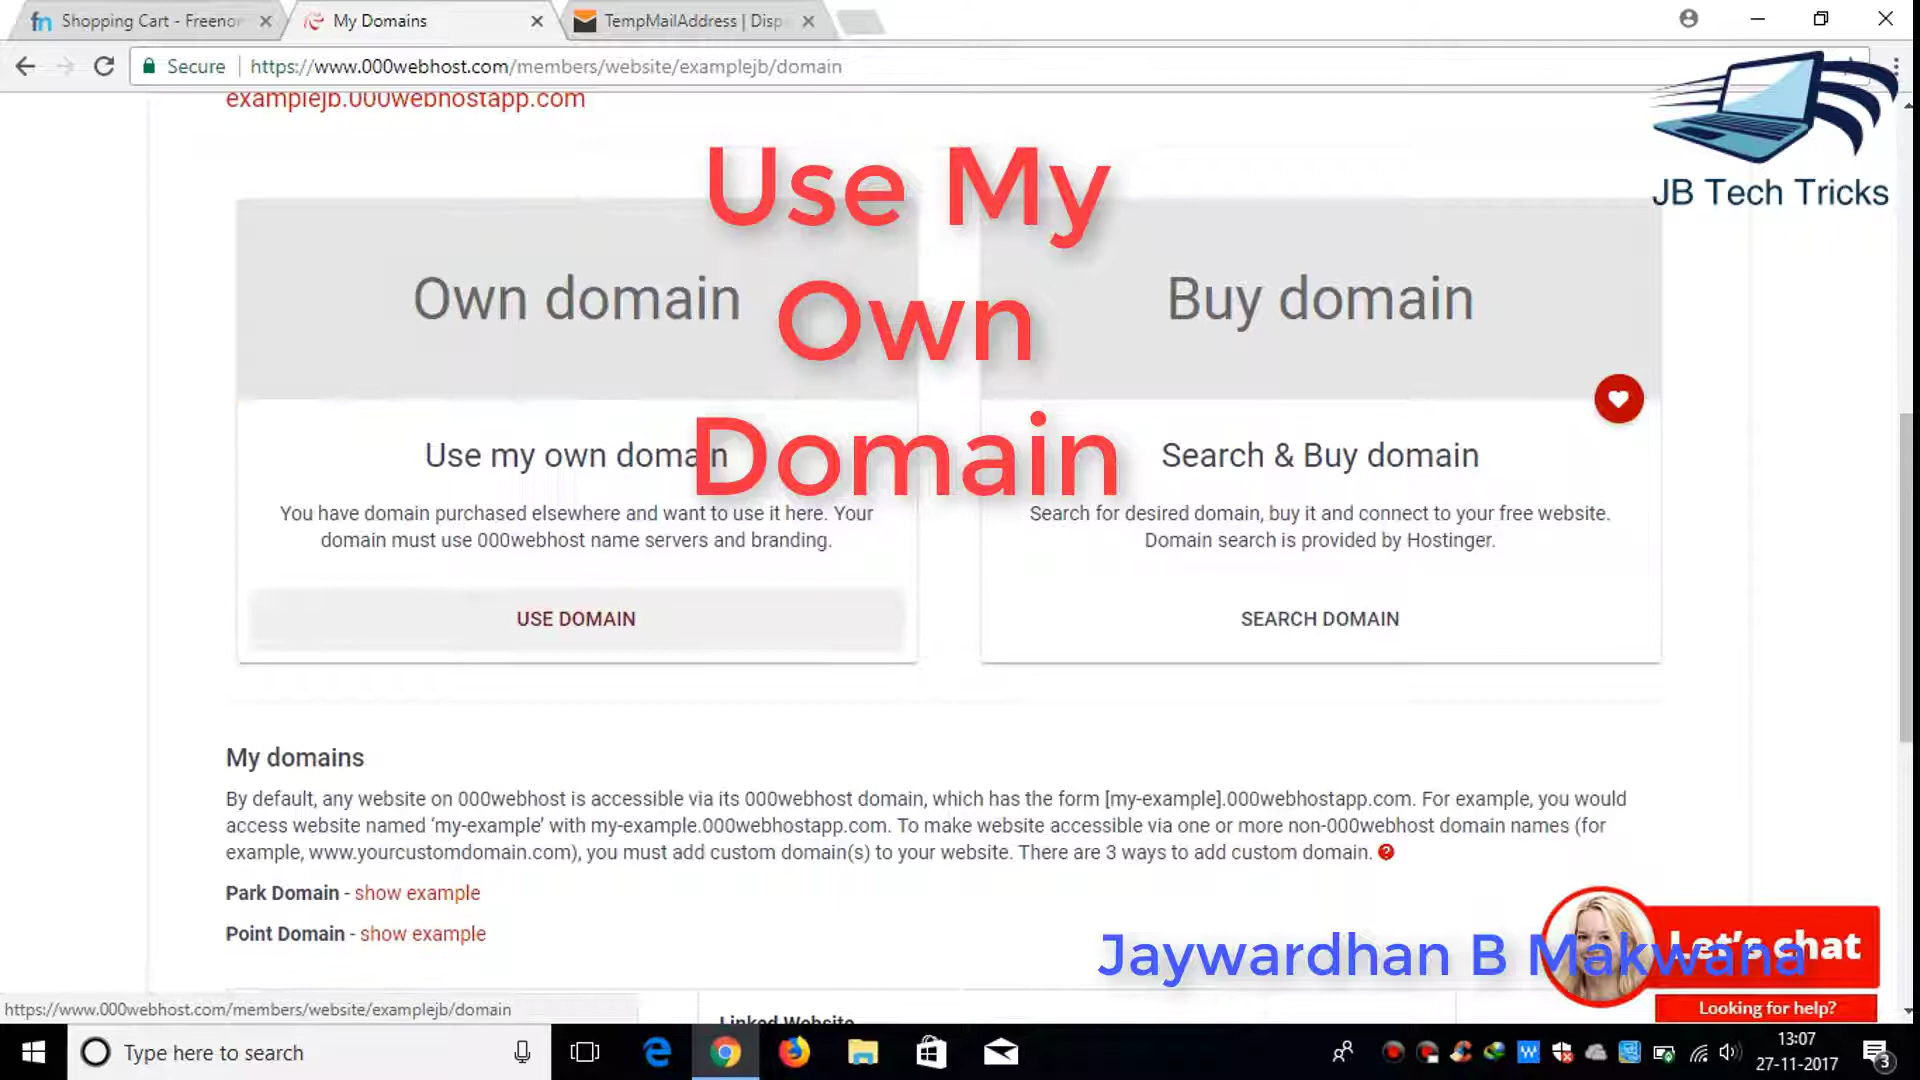 Shopping Cart - Freenor
My Domains
TempMailAddress | Disp
Secure
https://www.000webhost.com/members/website/examplejb/domain
examplejb.000webhostapp.com
JB Tech Tricks
Use My
Own
Domain
Own domain
Buy domain
Use my own domain
Search & Buy domain
You have domain purchased elsewhere and want to use it here. Your
domain must use 000webhost name servers and branding.
Search for desired domain, buy it and connect to your free website.
Domain search is provided by Hostinger.
USE DOMAIN
SEARCH DOMAIN
My domains
By default, any website on 000webhost is accessible via its 000webhost domain, which has the form [my-example].000webhostapp.com. For example, you would
access website named ‘my-example’ with my-example.000webhostapp.com. To make website accessible via one or more non-000webhost domain names (for
example, www.yourcustomdomain.com), you must add custom domain(s) to your website. There are 3 ways to add custom domain.
Park Domain - show example
Point Domain - show example
Let's chat
Jaywardhan B Makwana
Looking for help?
https://www.000webhost.com/members/website/examplejb/domain
Linked Website
Type here to search
13:07
27-11-2017
3